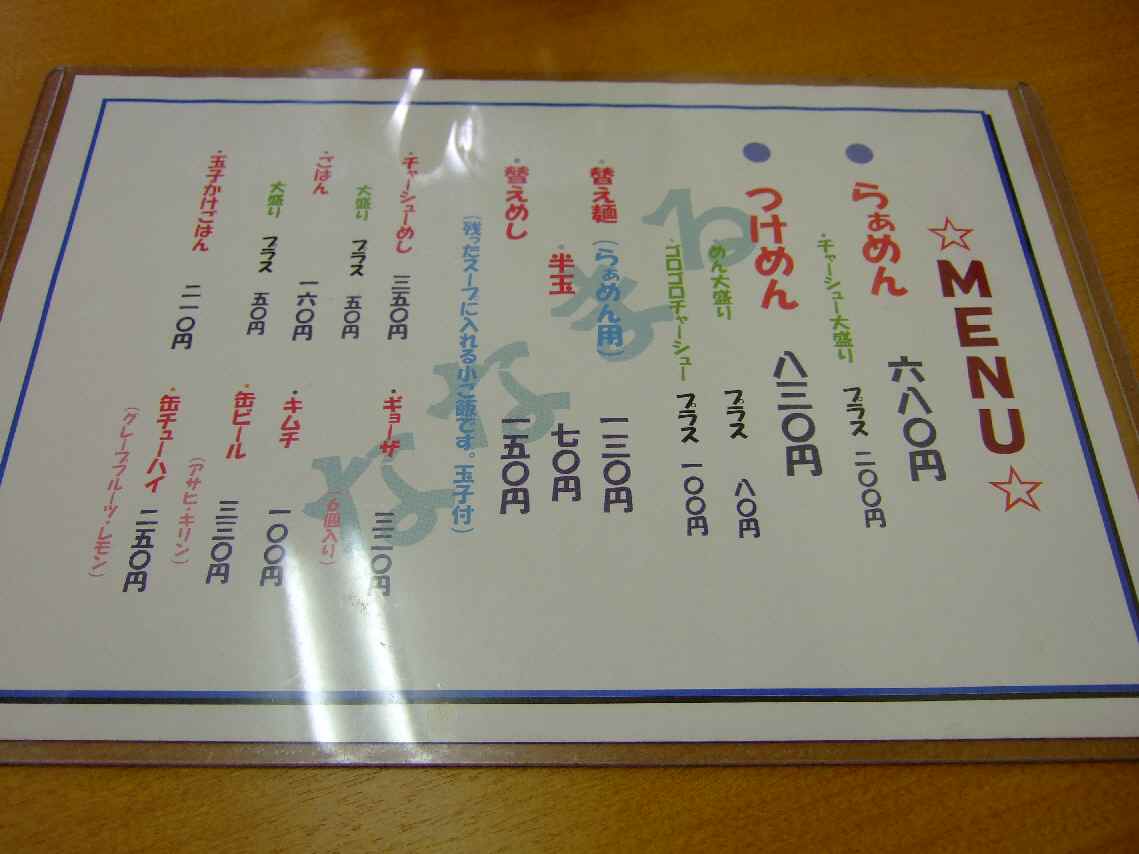 ☆MENU☆
●らぁめん 六八〇円
・チャーシュー大盛り プラス 二〇〇円
●つけめん 八三〇円
・めん大盛り プラス 八〇円
・ゴロゴロチャーシュー プラス 一〇〇円
・替え麺(らぁめん用) 一三〇円
・半玉 七〇円
・替えめし 一五〇円
(残ったスープに入れる小ご飯です。玉子付)
・チャーシューめし 三五〇円
大盛り プラス 五〇円
・ごはん 一六〇円
大盛り プラス 五〇円
・玉子かけごはん 二一〇円
・ギョーザ 三二〇円
(6個入り)
・キムチ 一〇〇円
・缶ビール 三三〇円
(アサヒ・キリン)
・缶チューハイ 二五〇円
(グレープフルーツ・レモン)